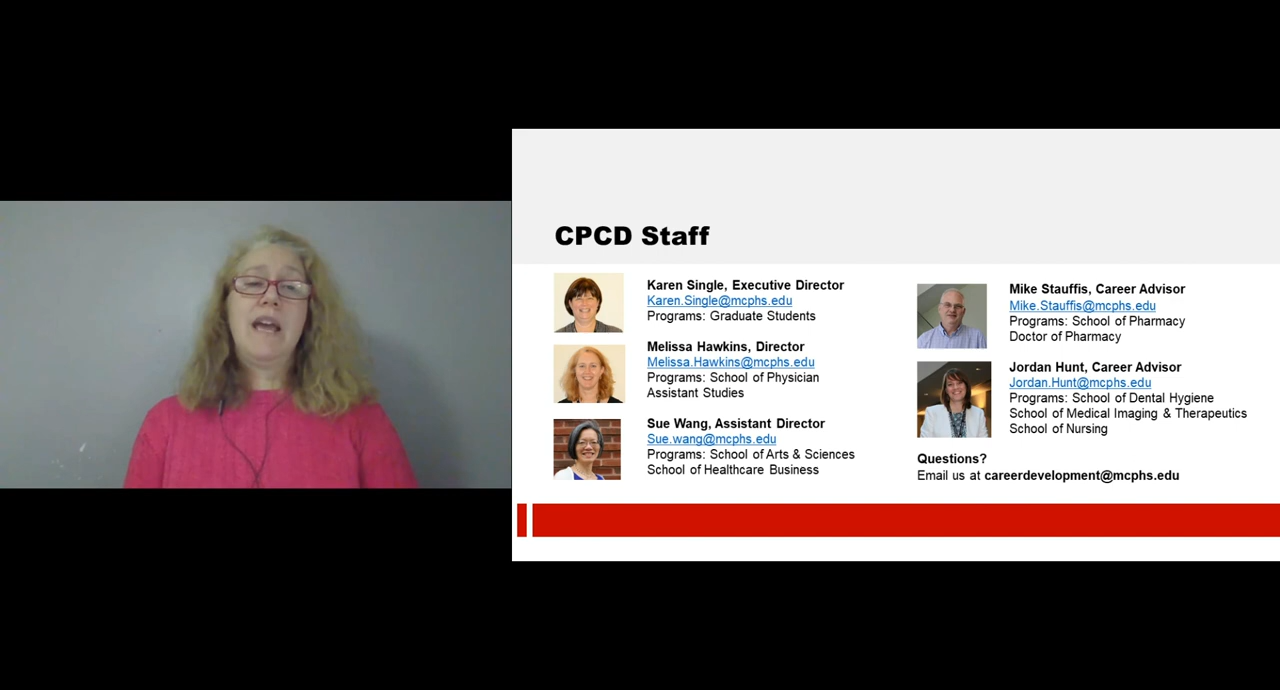 CPCD Staff
Karen Single, Executive Director
Karen.Single@mcphs.edu
Programs: Graduate Students
Melissa Hawkins, Director
Melissa.Hawkins@mcphs.edu
Programs: School of Physician
Assistant Studies
Sue Wang, Assistant Director
Sue.wang@mcphs.edu
Programs: School of Arts & Sciences
School of Healthcare Business
Mike Stauffis, Career Advisor
Mike.Stauffis@mcphs.edu
Programs: School of Pharmacy
Doctor of Pharmacy
Jordan Hunt, Career Advisor
Jordan.Hunt@mcphs.edu
Programs: School of Dental Hygiene
School of Medical Imaging & Therapeutics
School of Nursing
Questions?
Email us at careerdevelopment@mcphs.edu